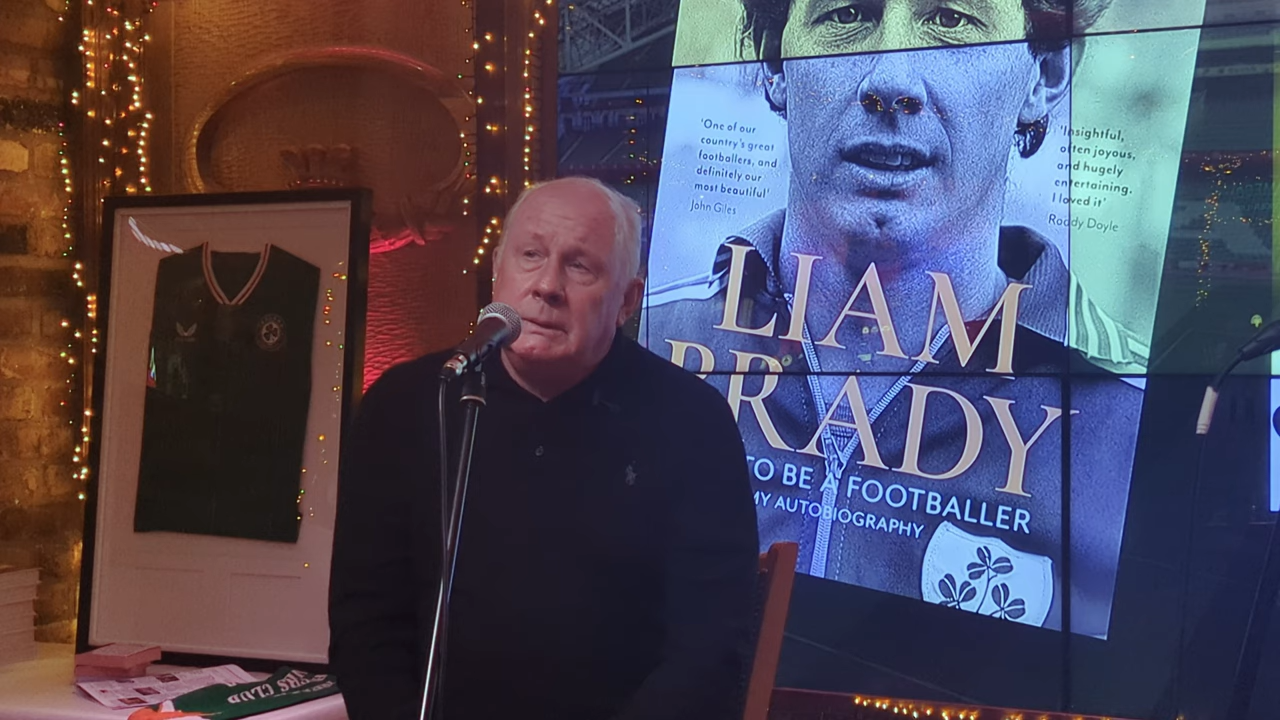 'One of our
country's great
footballers, and
definitely our
most beautiful'
John Giles
'Insightful,
often joyous,
and hugely
entertaining.
I loved it'
Roddy Doyle
LIAM
BRADY
TO BE A FOOTBALLER
MY AUTOBIOGRAPHY
CLUB